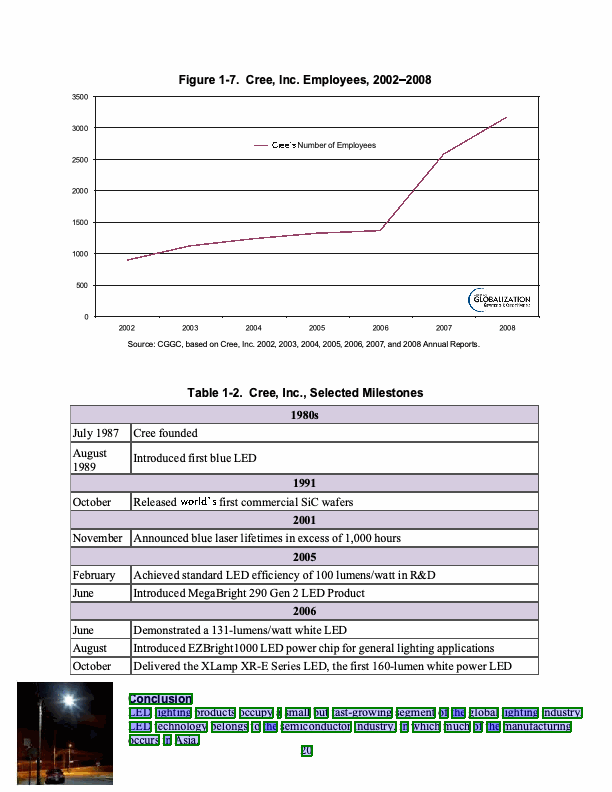 Figure 1-7. Cree, Inc. Employees, 2002–2008
3500
3000
2500
2000
1500
1000
500
0
Cree's Number of Employees
GLOBALIZATION
2002 2003 2004 2005 2006 2007 2008
Source: CGGC, based on Cree, Inc. 2002, 2003, 2004, 2005, 2006, 2007, and 2008 Annual Reports.
Table 1-2. Cree, Inc., Selected Milestones
1980s
July 1987 Cree founded
August
1989
Introduced first blue LED
1991
October Released world's first commercial SiC wafers
2001
November Announced blue laser lifetimes in excess of 1,000 hours
2005
February Achieved standard LED efficiency of 100 lumens/watt in R&D
June Introduced MegaBright 290 Gen 2 LED Product
2006
June Demonstrated a 131-lumens/watt white LED
August Introduced EZBright1000 LED power chip for general lighting applications
October Delivered the XLamp XR-E Series LED, the first 160-lumen white power LED
Conclusion
LED lighting products occupy a small but fast-growing segment of the global lighting industry.
LED technology belongs to the semiconductor industry, in which much of the manufacturing
occurs in Asia.
20